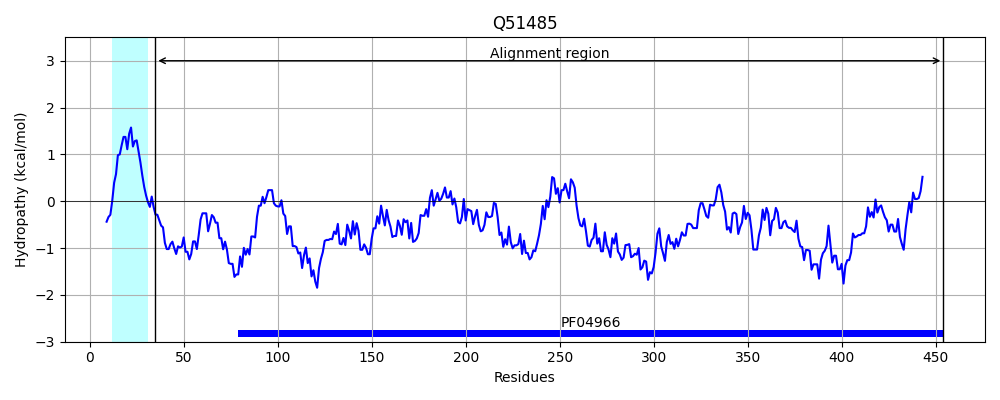 Q51485
Alignment region
3
2
1
0
−1
−2
−3
Hydropathy (kcal/mol)
PF04966
0 50 100 150 200 250 300 350 400 450
Residues